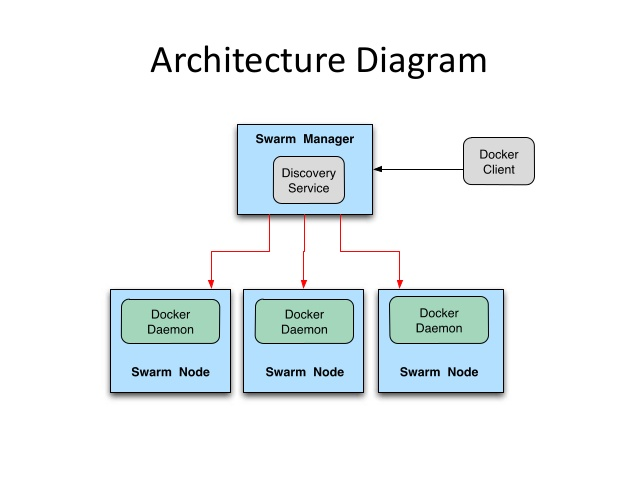 Architecture Diagram
Swarm Manager
Discovery
Service
Docker
Client
Docker
Daemon
Swarm Node
Docker
Daemon
Swarm Node
Docker
Daemon
Swarm Node